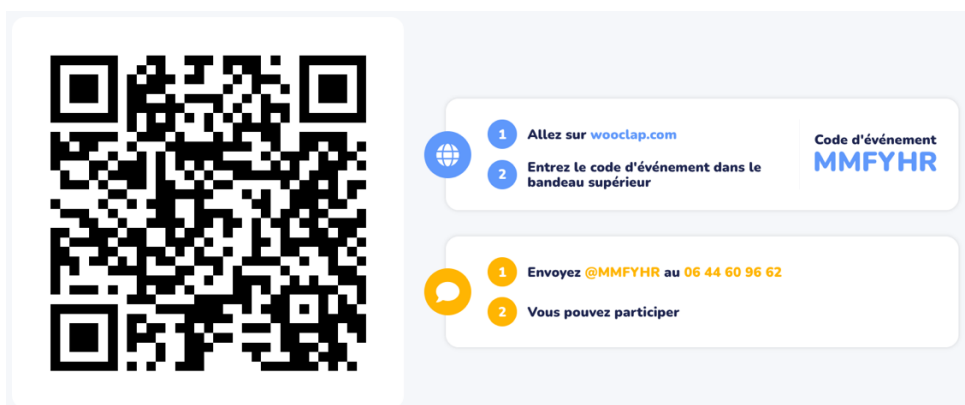 1 Allez sur wooclap.com
2 Entrez le code d'événement dans le
bandeau supérieur
Code d'événement
MMFYHR
1 Envoyez @MMFYHR au 06 44 60 96 62
2 Vous pouvez participer